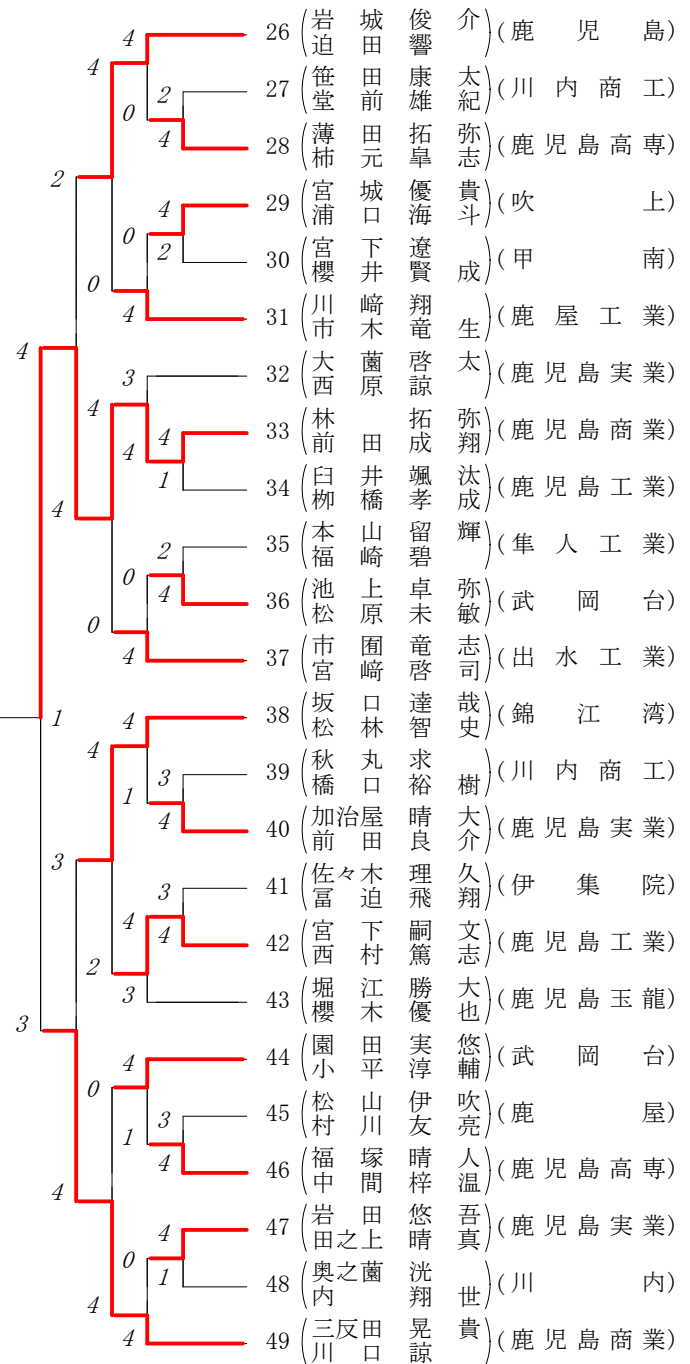 4
26 (岩城俊介 迫田響) (鹿児島)
4
2
27 (笹田康太 堂前雄紀) (川内商工)
0
4
28 (薄田拓弥 柿元皐志) (鹿児島高専)
2
4
29 (宮城優貴 浦口海斗) (吹上)
0
2
30 (宮下遼 櫻井賢成) (甲南)
0
4
31 (川崎翔 市木竜生) (鹿屋工業)
4
3
32 (大薗啓太 西原諒) (鹿児島実業)
4
4
4
33 (林拓弥 前田成翔) (鹿児島商業)
1
34 (臼井颯汰 栁橋孝成) (鹿児島工業)
4
2
35 (本山留輝 福崎碧) (隼人工業)
0
4
36 (池上卓弥 松原未敏) (武岡台)
0
4
37 (市囿竜志 宮崎啓司) (出水工業)
1
4
38 (坂口達哉 松林智史) (錦江湾)
4
3
39 (秋丸求 橋口裕樹) (川内商工)
1
4
40 (加治屋晴大 前田良介) (鹿児島実業)
3
3
41 (佐々木理久 冨迫飛翔) (伊集院)
4
4
42 (宮下嗣文 西村篤志) (鹿児島工業)
2
3
43 (堀江勝大 櫻木優也) (鹿児島玉龍)
3
4
44 (園田実悠 小平淳輔) (武岡台)
0
3
45 (松山伊吹 村川友亮) (鹿屋)
1
4
46 (福塚晴人 中間梓温) (鹿児島高専)
4
4
47 (岩田悠吾 田之上晴真) (鹿児島実業)
0
1
48 (奥之薗洸 内翔世) (川内)
4
4
49 (三反田晃貴 川口諒) (鹿児島商業)